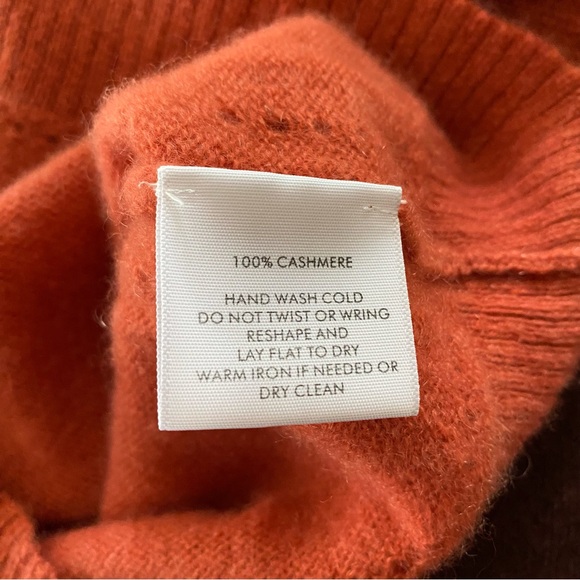 100% CASHMERE
HAND WASH COLD
DO NOT TWIST OR WRING
RESHAPE AND
LAY FLAT TO DRY
WARM IRON IF NEEDED OR
DRY CLEAN